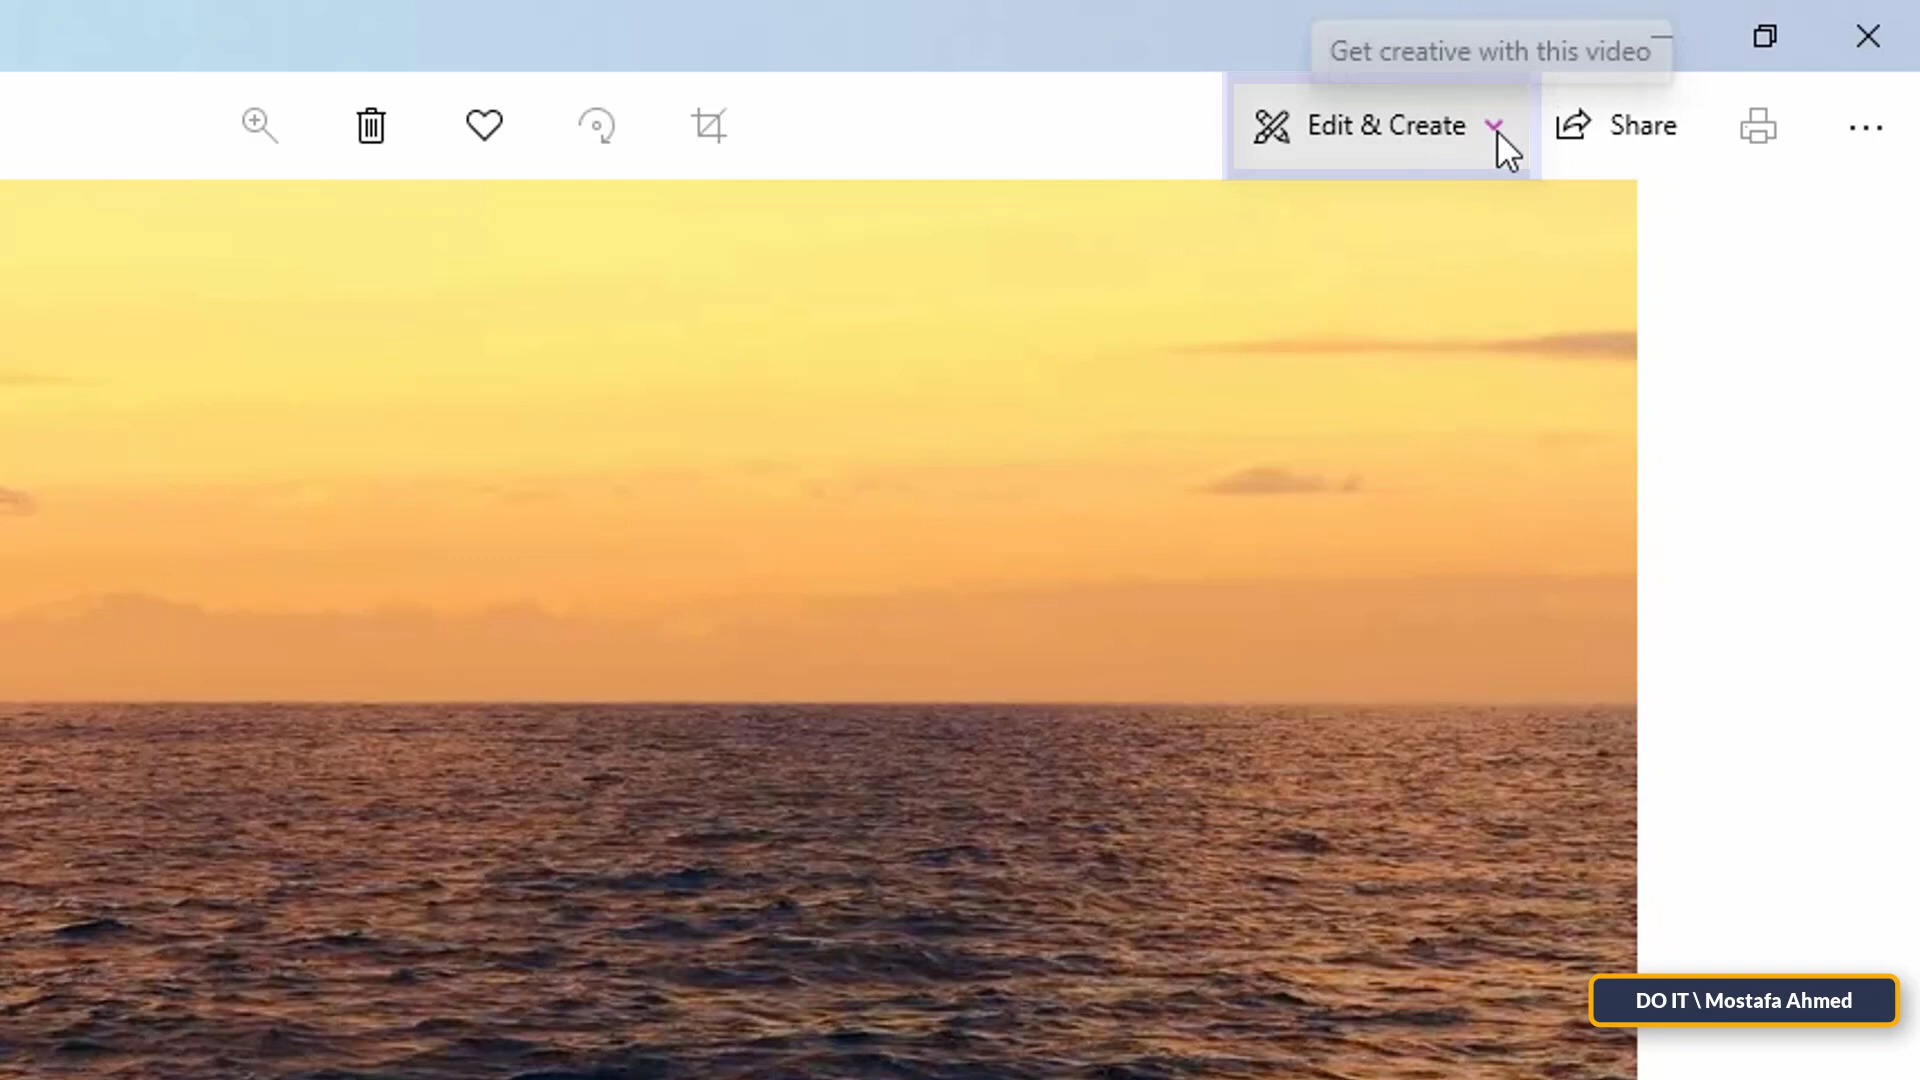 Get creative with this video
Edit & Create
Share
DO IT \ Mostafa Ahmed